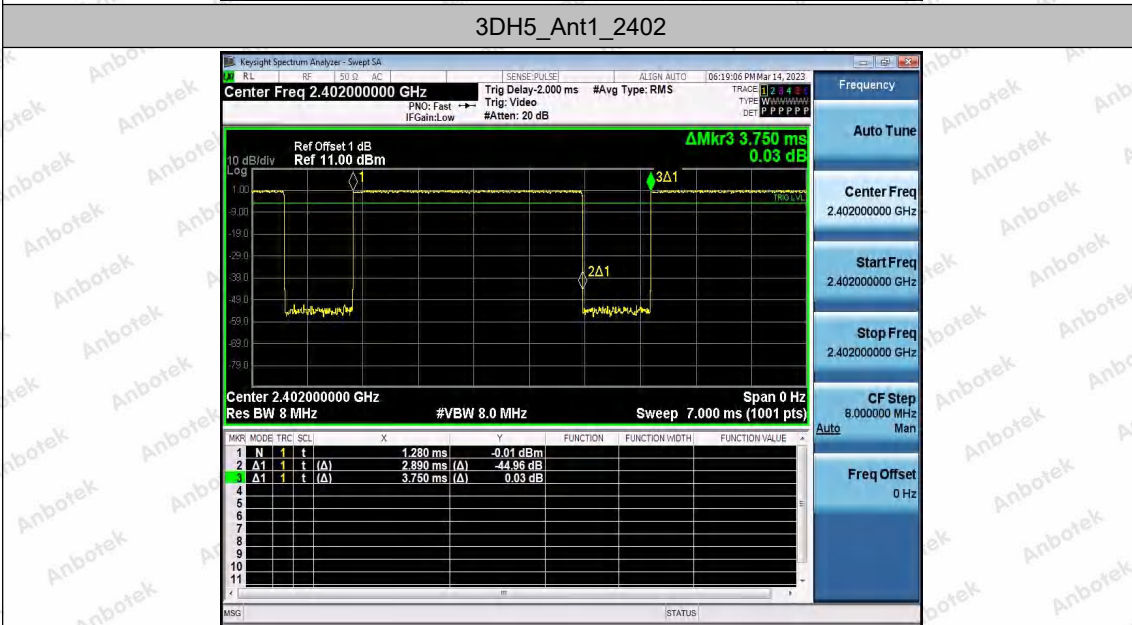 3DH5_Ant1_2402
Keysight Spectrum Analyzer - Swept SA
RL RF 50 Ω AC SENSE:PULSE ALIGN AUTO 06:19:06 PM Mar 14, 2023
Center Freq 2.402000000 GHz
PNO: Fast
IFGain:Low
Trig Delay-2.000 ms
Trig: Video
#Atten: 20 dB
#Avg Type: RMS
TRACE 1 2 3 4 5 6
TYPE WWWWWW
DET P P P P P P
ΔMkr3 3.750 ms
0.03 dB
Ref Offset 1 dB
10 dB/div Ref 11.00 dBm
Log
1
3Δ1
1.00
TRIG LVL
-9.00
-19.0
-29.0
2Δ1
-39.0
-49.0
-59.0
-69.0
-79.0
Center 2.402000000 GHz Span 0 Hz
Res BW 8 MHz #VBW 8.0 MHz Sweep 7.000 ms (1001 pts)
MKR MODE TRC SCL X Y FUNCTION FUNCTION WIDTH FUNCTION VALUE
1 N 1 t 1.280 ms -0.01 dBm
2 Δ1 1 t (Δ) 2.890 ms (Δ) -44.96 dB
3 Δ1 1 t (Δ) 3.750 ms (Δ) 0.03 dB
4
5
6
7
8
9
10
11
MSG STATUS
Frequency
Auto Tune
Center Freq
2.402000000 GHz
Start Freq
2.402000000 GHz
Stop Freq
2.402000000 GHz
CF Step
8.000000 MHz
Auto Man
Freq Offset
0 Hz